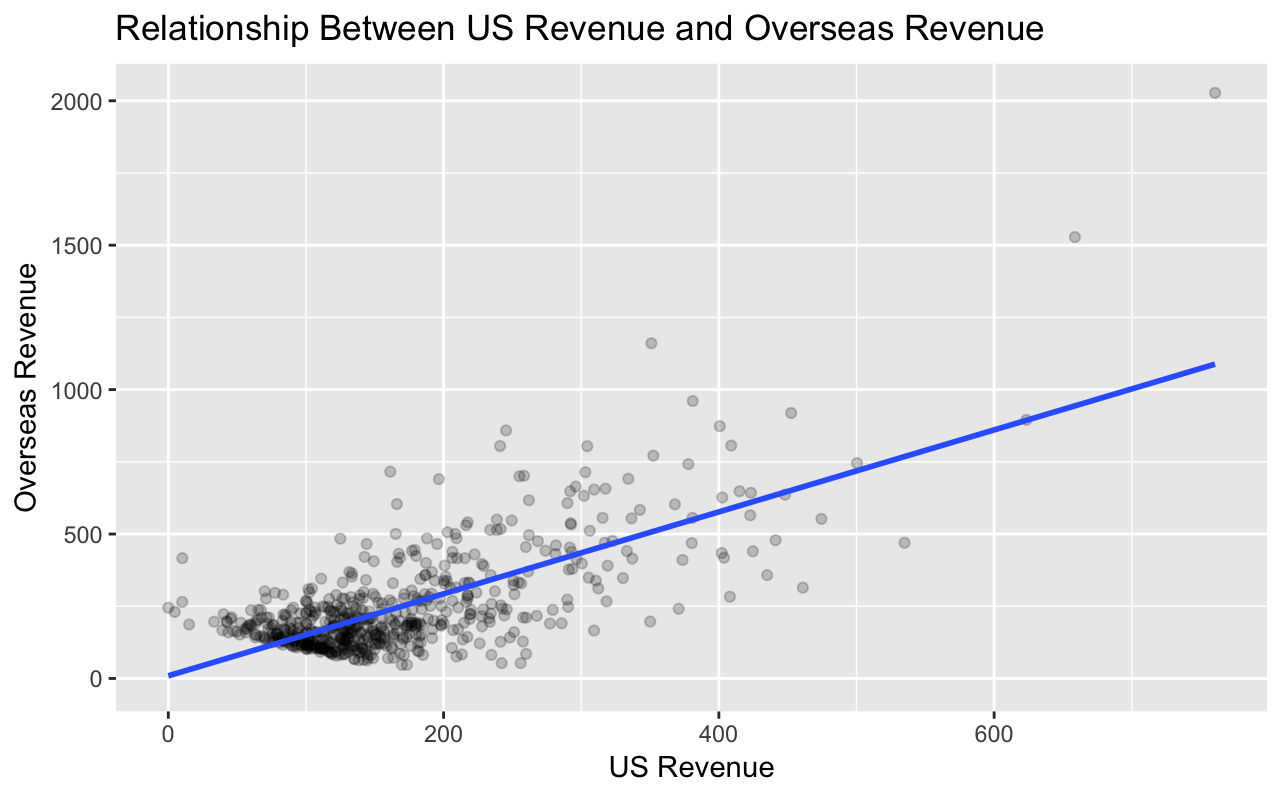 Relationship Between US Revenue and Overseas Revenue
2000
1500
1000
500
0
Overseas Revenue
0 200 400 600
US Revenue